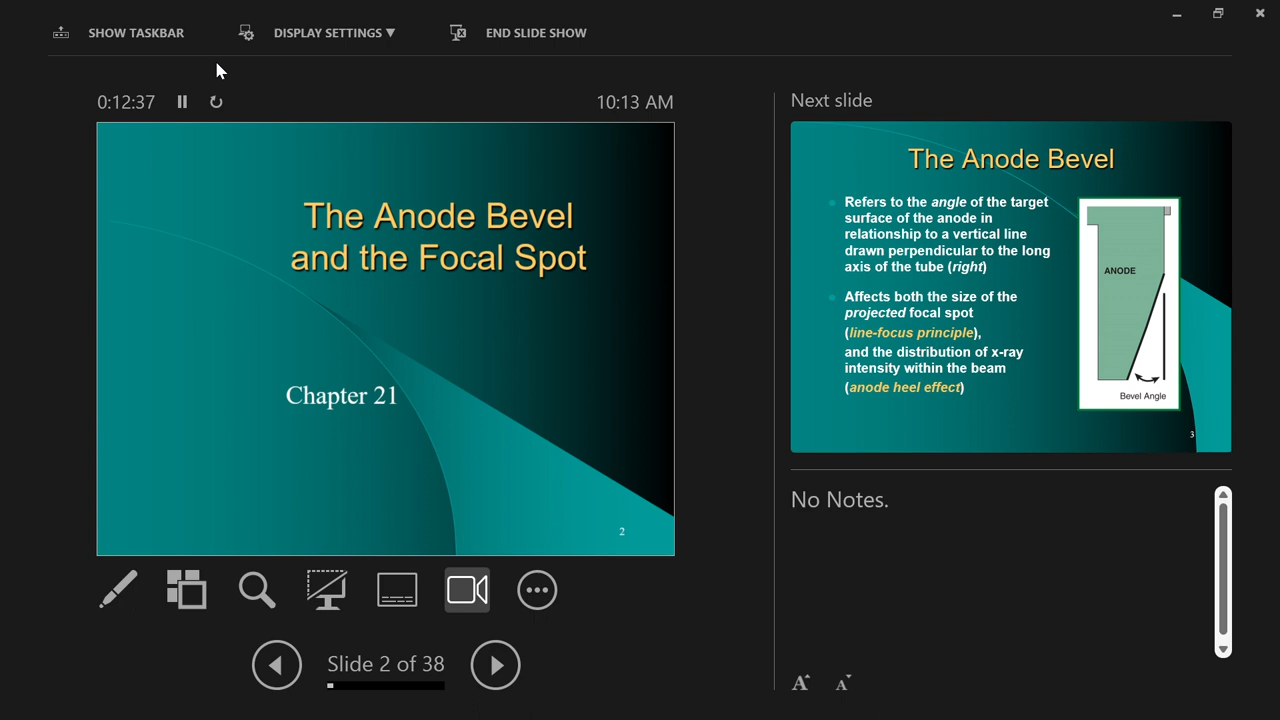 SHOW TASKBAR
DISPLAY SETTINGS ▼
END SLIDE SHOW
0:12:37
10:13 AM
The Anode Bevel
and the Focal Spot
Chapter 21
2
Slide 2 of 38
Next slide
The Anode Bevel
Refers to the angle of the target
surface of the anode in
relationship to a vertical line
drawn perpendicular to the long
axis of the tube (right)
Affects both the size of the
projected focal spot
(line-focus principle),
and the distribution of x-ray
intensity within the beam
(anode heel effect)
ANODE
Bevel Angle
3
No Notes.
A
A